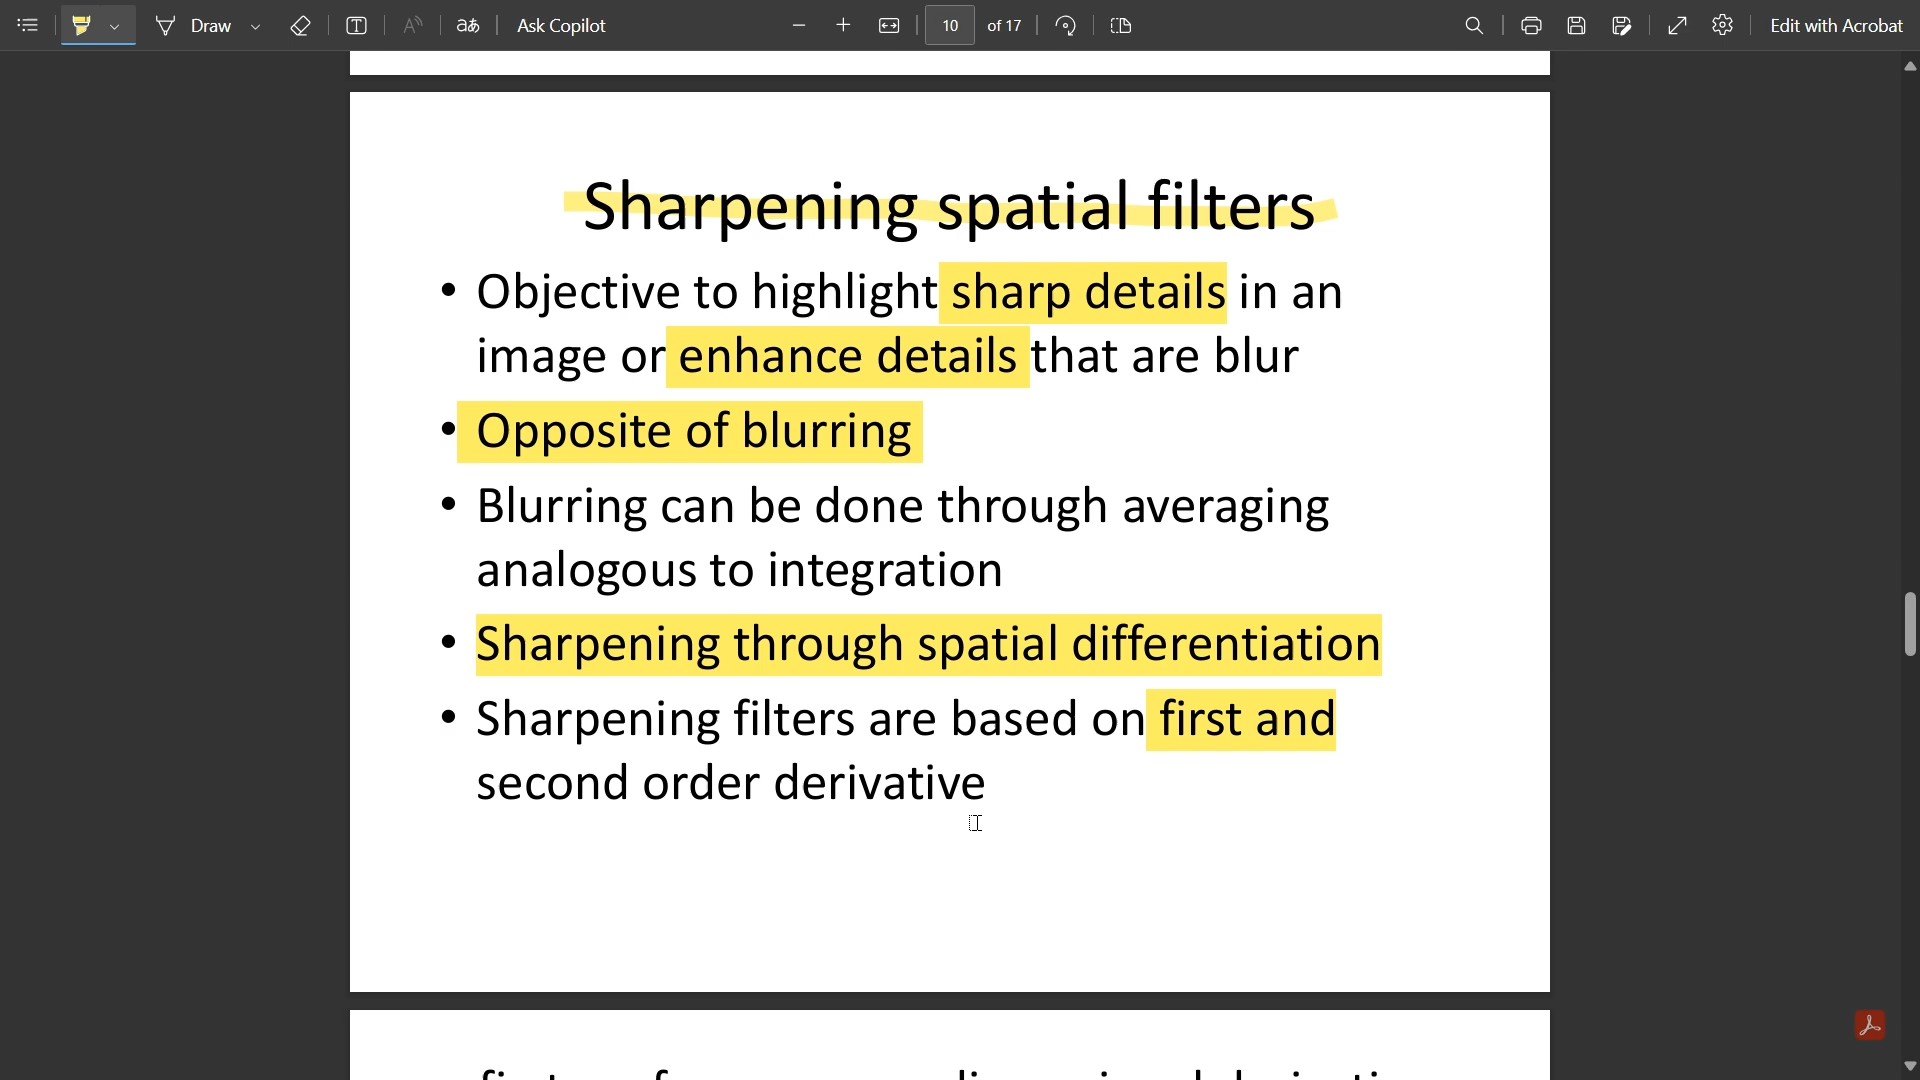 Draw
T
A
aあ
Ask Copilot
10 of 17
Edit with Acrobat
Sharpening spatial filters
• Objective to highlight sharp details in an
image or enhance details that are blur
• Opposite of blurring
• Blurring can be done through averaging
analogous to integration
• Sharpening through spatial differentiation
• Sharpening filters are based on first and
second order derivative